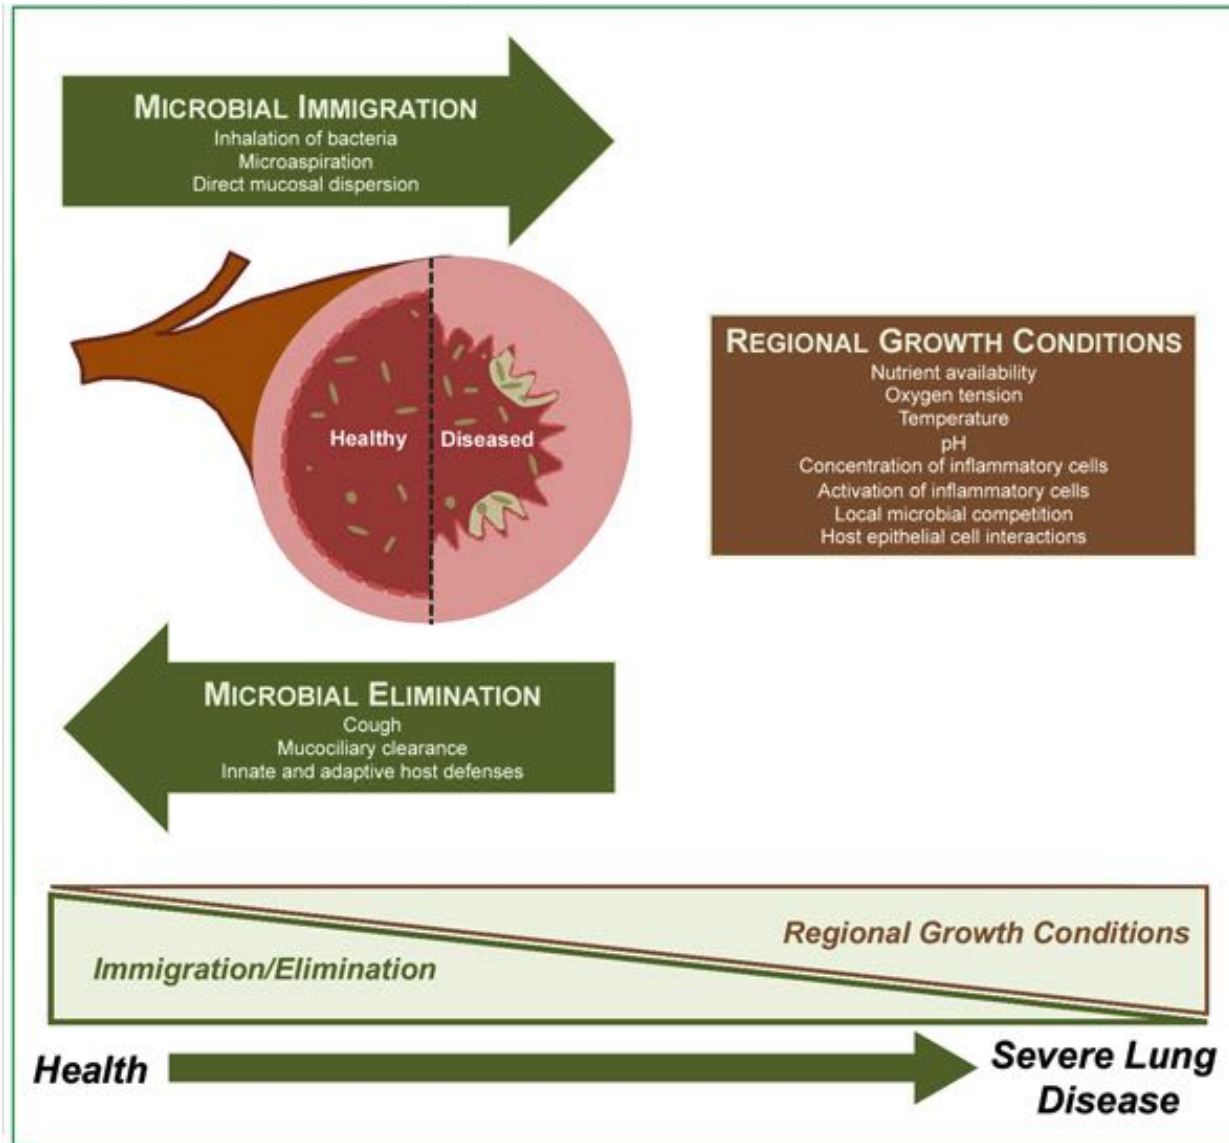 MICROBIAL IMMIGRATION
Inhalation of bacteria
Microaspiration
Direct mucosal dispersion
Healthy
Diseased
REGIONAL GROWTH CONDITIONS
Nutrient availability
Oxygen tension
Temperature
pH
Concentration of inflammatory cells
Activation of inflammatory cells
Local microbial competition
Host epithelial cell interactions
MICROBIAL ELIMINATION
Cough
Mucociliary clearance
Innate and adaptive host defenses
Regional Growth Conditions
Immigration/Elimination
Health
Severe Lung
Disease